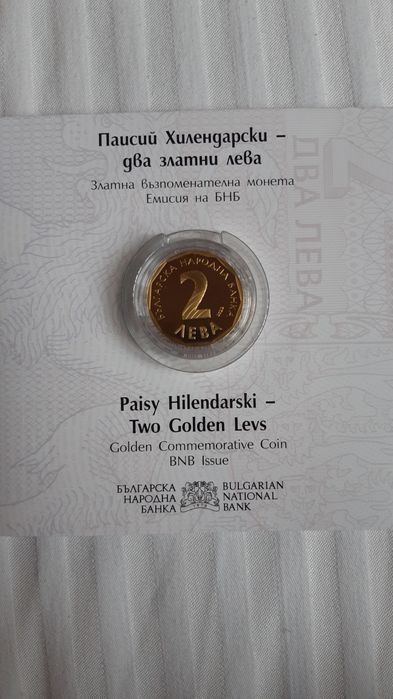 Паисий Хилендарски –
два златни лева
Златна възпоменателна монета
Емисия на БНБ
ДВА ЛЕВА
2
БЪЛГАРСКА НАРОДНА БАНКА
2
ЛЕВА
Paisy Hilendarski –
Two Golden Levs
Golden Commemorative Coin
BNB Issue
БЪЛГАРСКА
НАРОДНА
БАНКА
BULGARIAN
NATIONAL
BANK